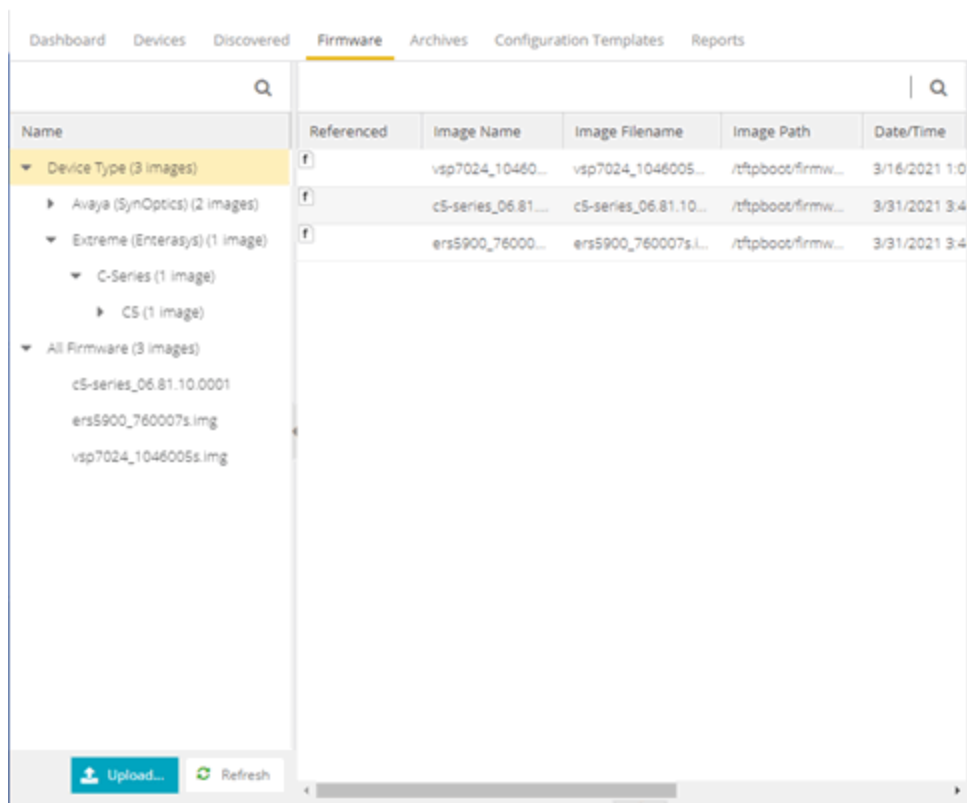 Dashboard Devices Discovered Firmware Archives Configuration Templates Reports
Name
Device Type (3 images)
Avaya (SynOptics) (2 images)
Extreme (Enterasys) (1 image)
C-Series (1 image)
C5 (1 image)
All Firmware (3 images)
c5-series_06.81.10.0001
ers5900_760007s.img
vsp7024_1046005s.img
Upload... Refresh
Referenced Image Name Image Filename Image Path Date/Time
f vsp7024_10460... vsp7024_1046005... /tftpboot/firmw... 3/16/2021 1:0
f c5-series_06.81.... c5-series_06.81.10... /tftpboot/firmw... 3/31/2021 3:4
f ers5900_76000... ers5900_760007s.i... /tftpboot/firmw... 3/31/2021 3:4